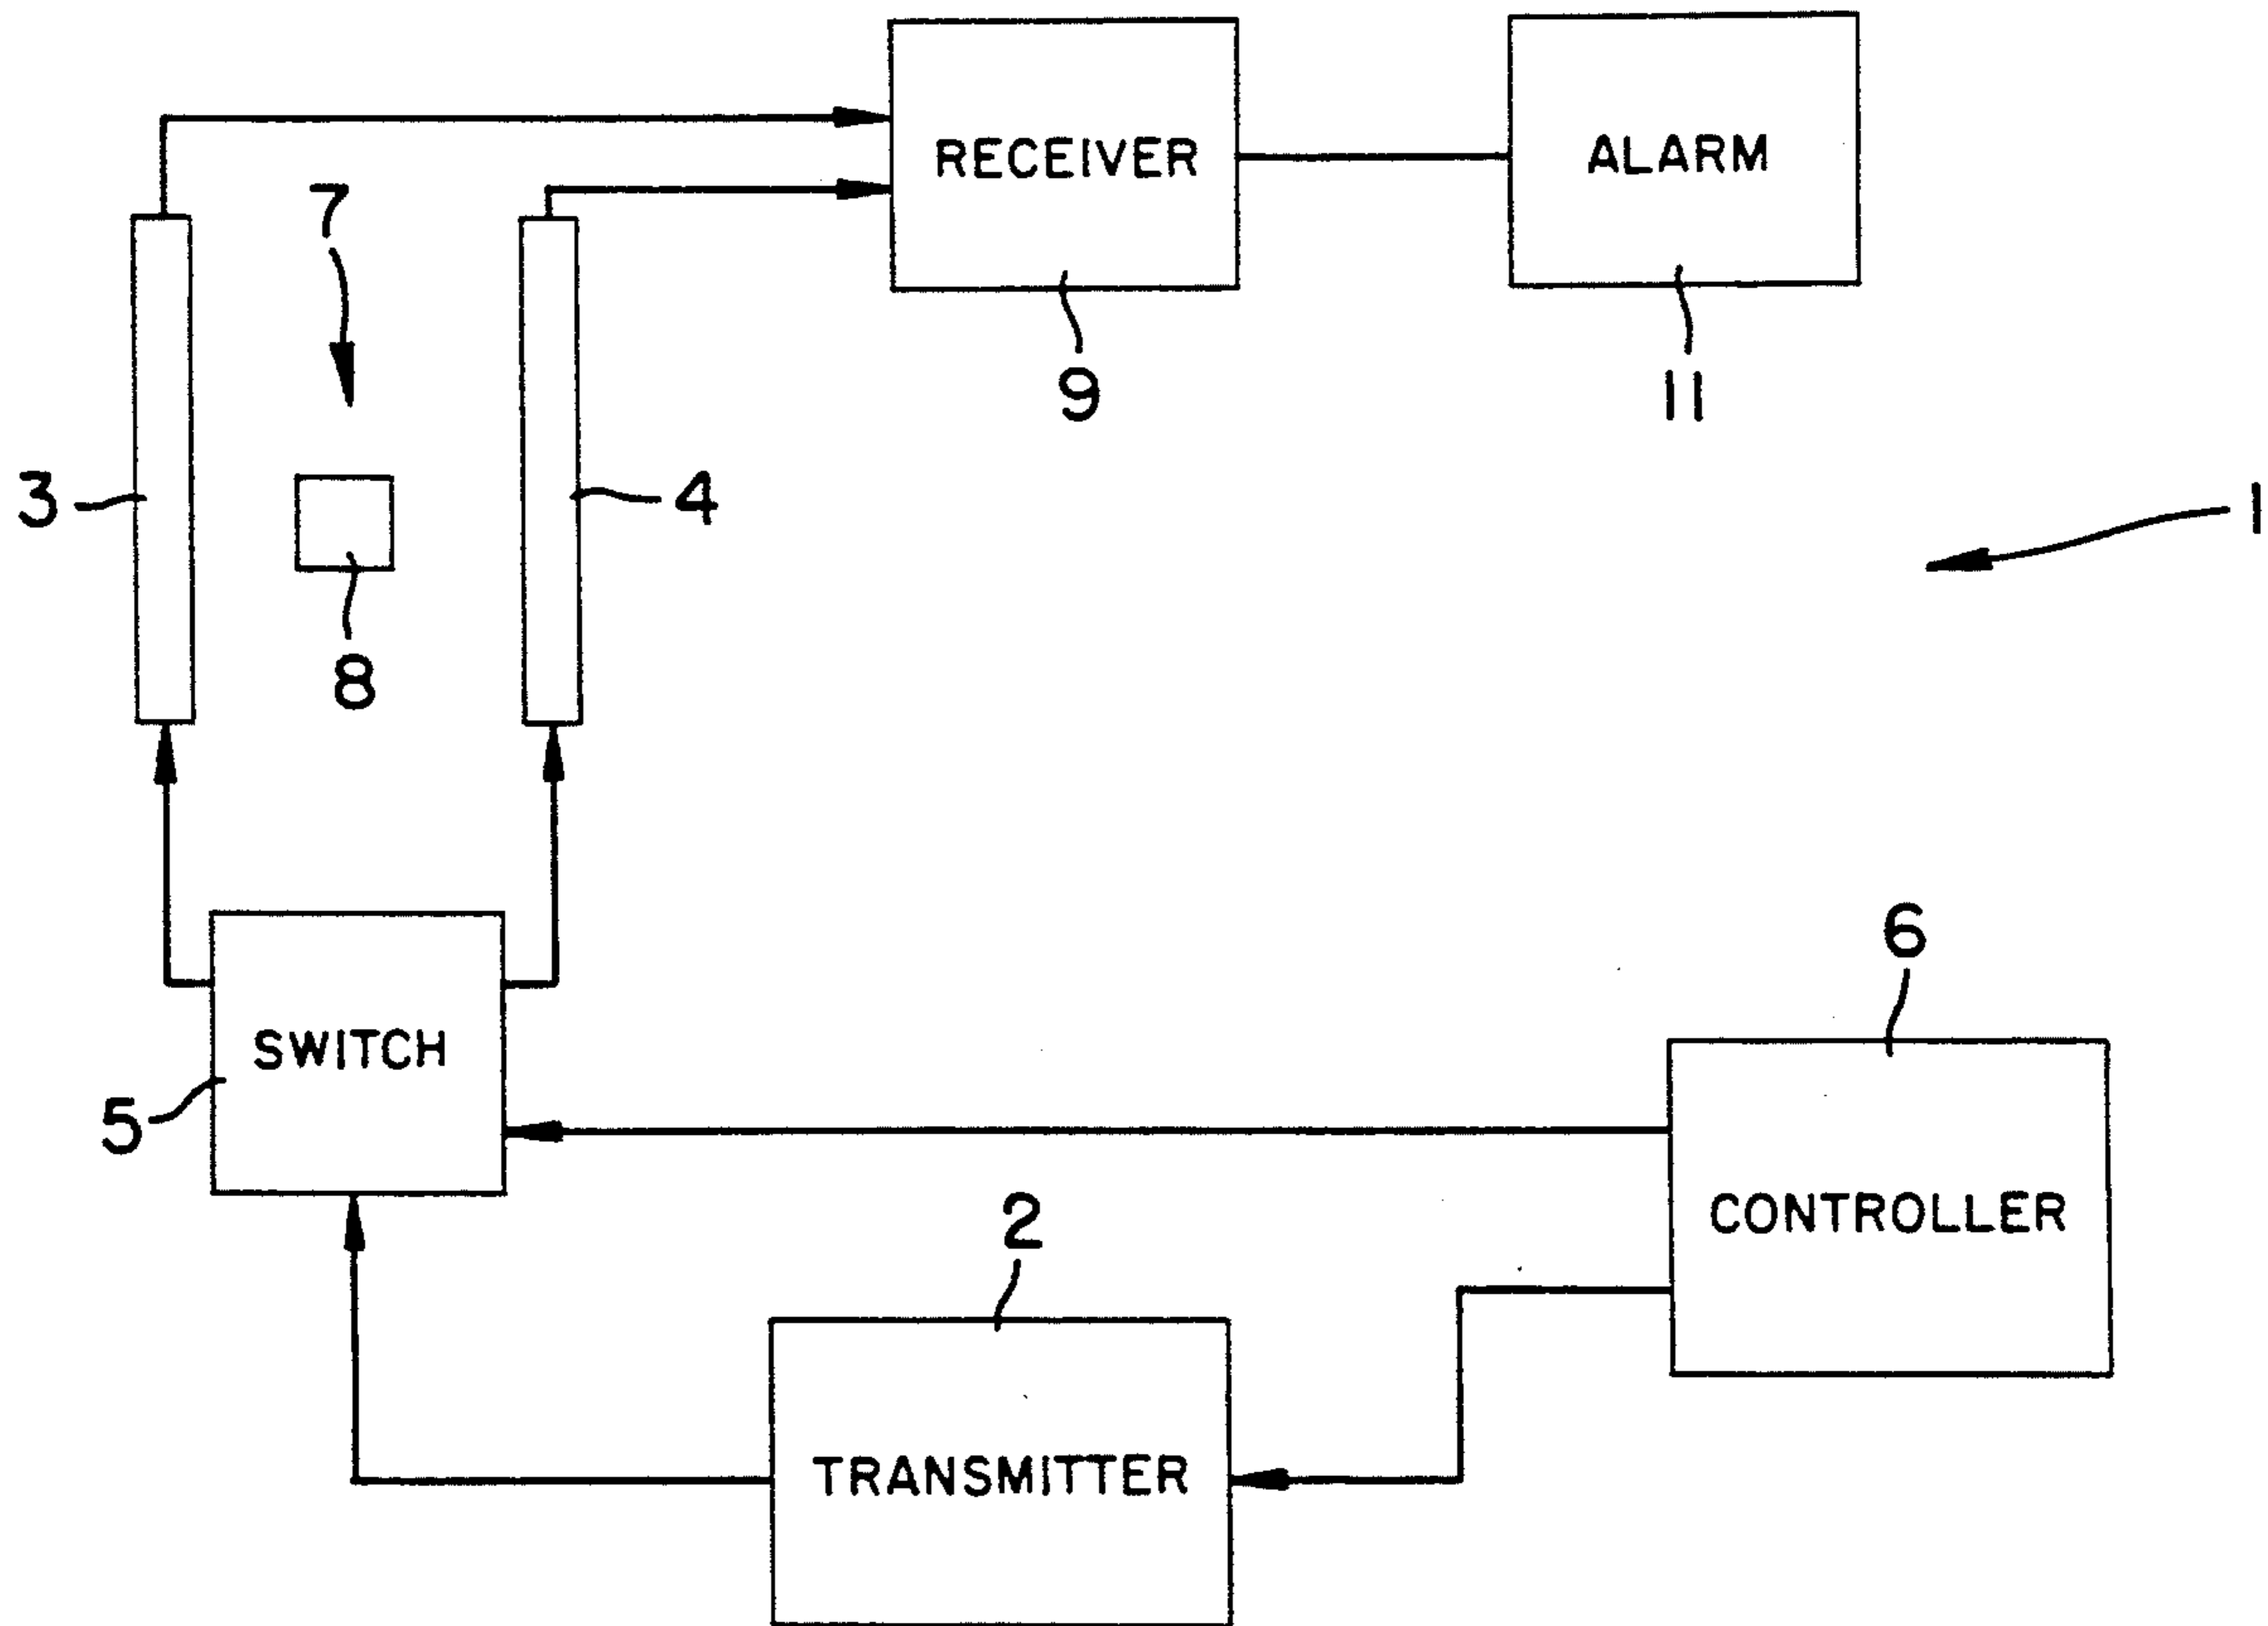 RECEIVER
ALARM
7
9
11
3
4
1
8
6
SWITCH
5
2
CONTROLLER
TRANSMITTER